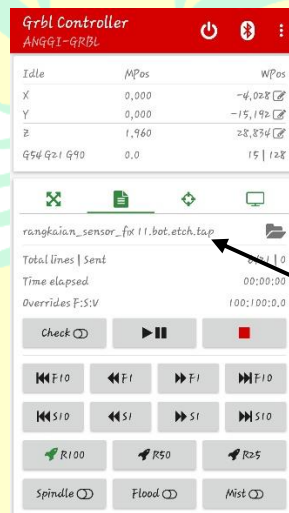 Grbl Controller
ANGGI-GRBL
Idle MPos WPos
X 0,000 -4,028
Y 0,000 -15,192
Z 1,960 28,834
G54 G21 G90 0.0 15 | 128
rangkaian_sensor_fix 11.bot.etch.tap
Total lines | Sent | 0
Time elapsed 00:00:00
Overrides F:S:V 100:100:0.0
Check
F10 F1 F1 F10
S10 S1 S1 S10
R100 R50 R25
Spindle Flood Mist